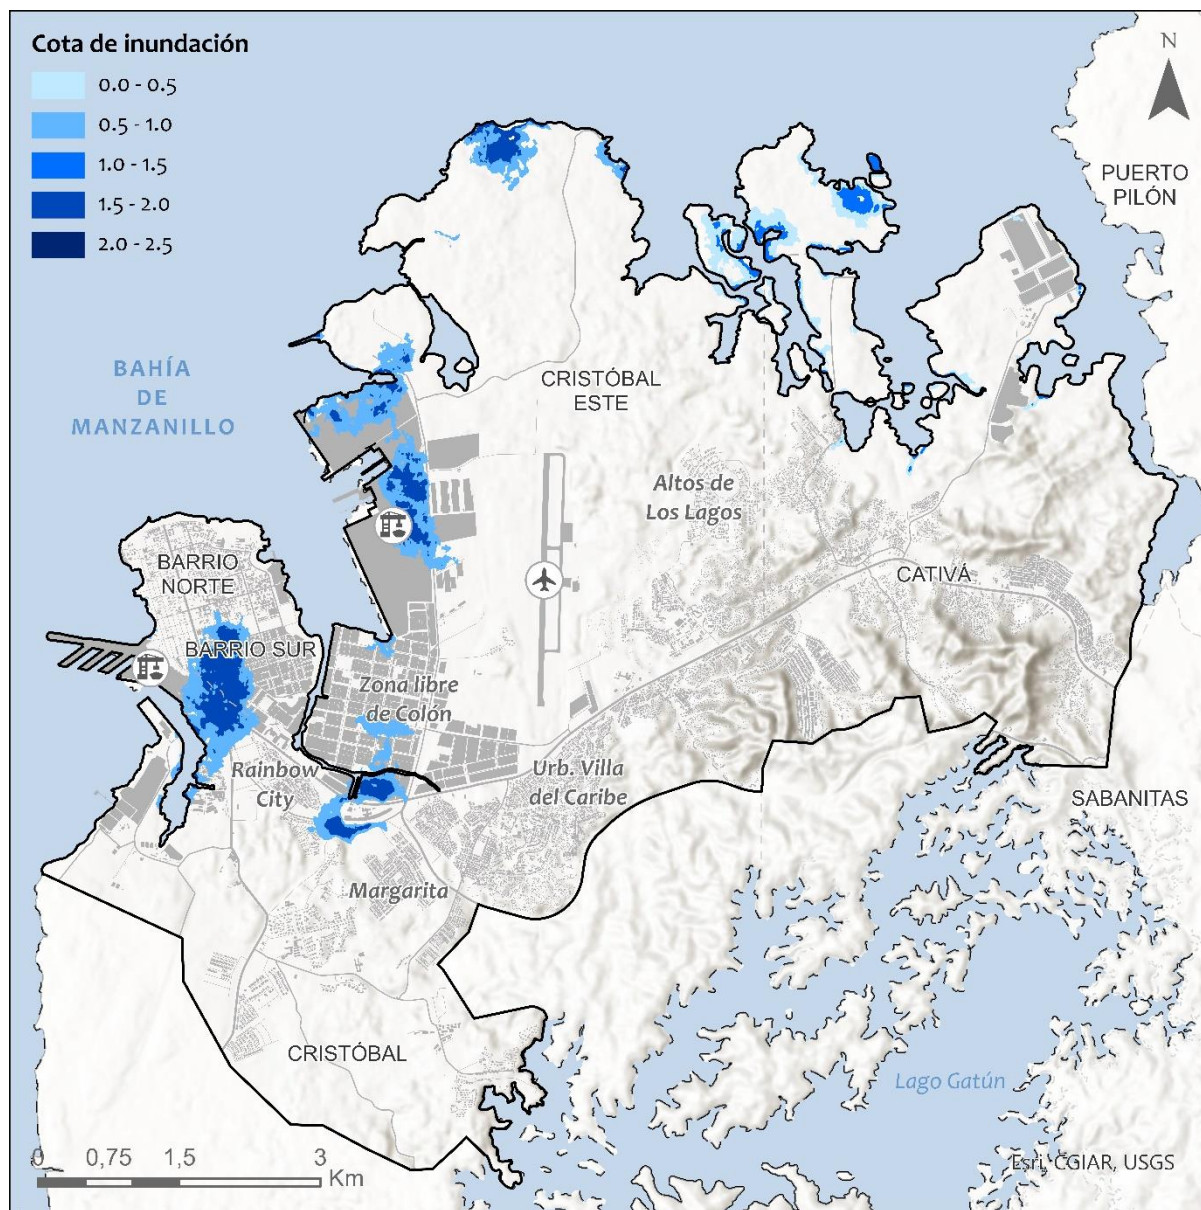 Cota de inundación
0.0 - 0.5
0.5 - 1.0
1.0 - 1.5
1.5 - 2.0
2.0 - 2.5
N
PUERTO
PILÓN
BAHÍA
DE
MANZANILLO
CRISTÓBAL
ESTE
Altos de
Los Lagos
BARRIO
NORTE
CATIVÁ
BARRIO SUR
Zona libre
de Colón
Rainbow
City
Urb. Villa
del Caribe
SABANITAS
Margarita
CRISTÓBAL
Lago Gatún
0 0,75 1,5 3
Km
Esri, CGIAR, USGS